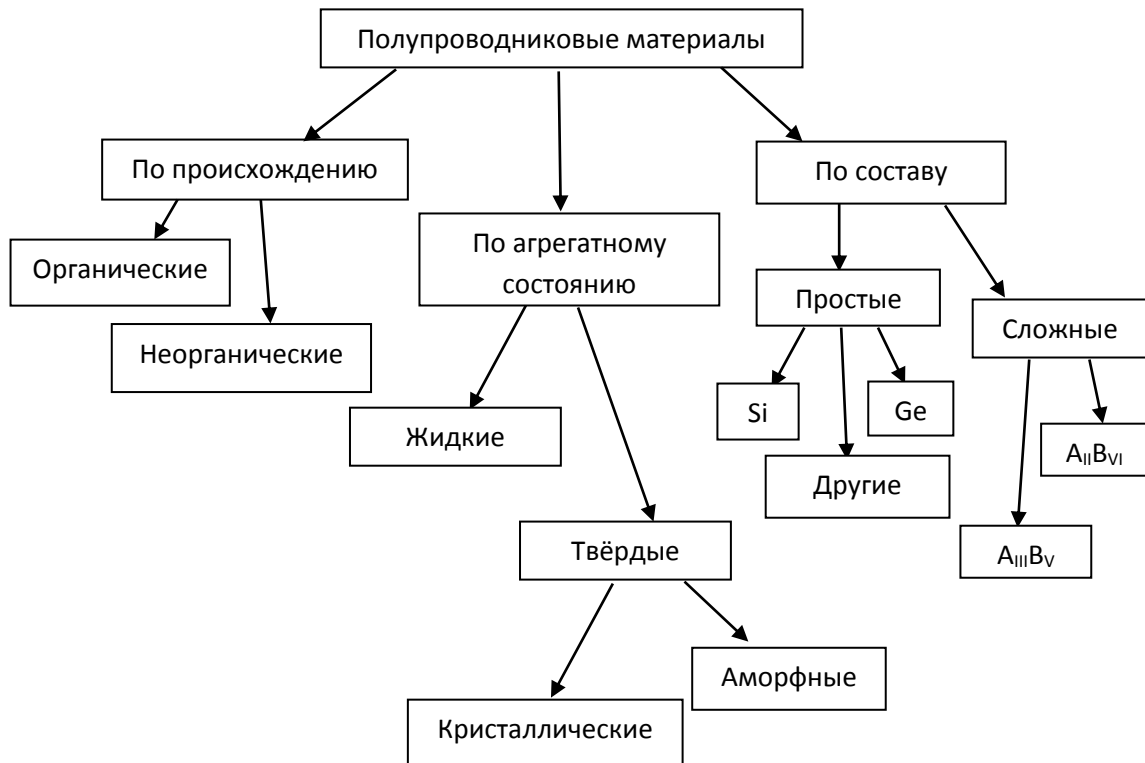 Полупроводниковые материалы
По происхождению
По составу
Органические
По агрегатному
состоянию
Простые
Сложные
Неорганические
Si
Ge
Жидкие
AIIBVI
Другие
Твёрдые
AIIIBV
Аморфные
Кристаллические